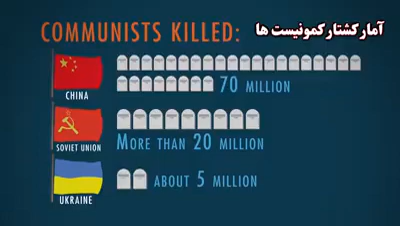 COMMUNISTS KILLED:
آمار کشتار کمونیست ها
70 MILLION
CHINA
MORE THAN 20 MILLION
SOVIET UNION
ABOUT 5 MILLION
UKRAINE